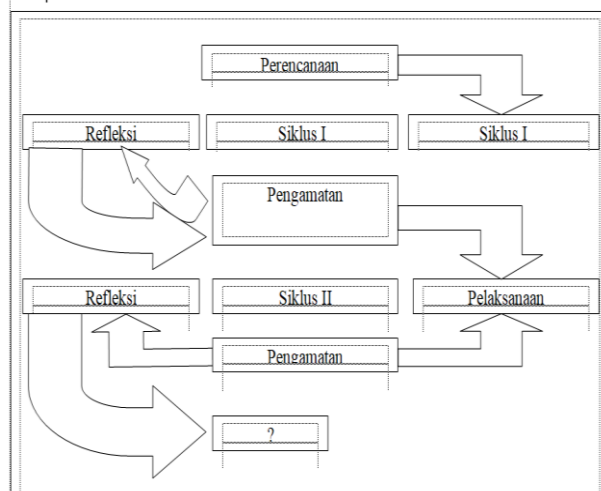 Perencanaan
Refleksi
Siklus I
Siklus I
Pengamatan
Refleksi
Siklus II
Pelaksanaan
Pengamatan
?